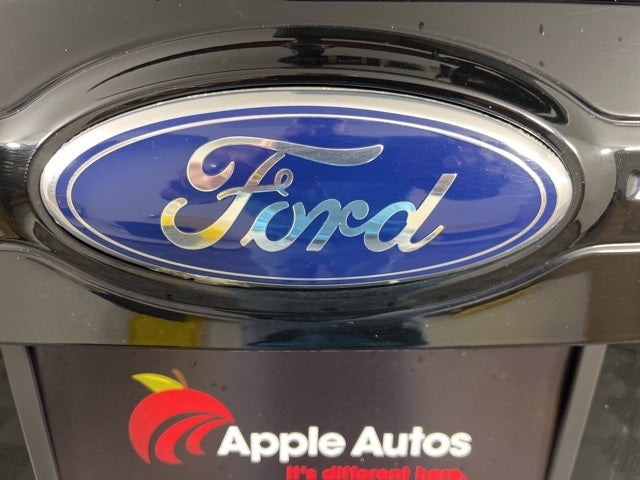 Ford
Apple Autos
It's different here.